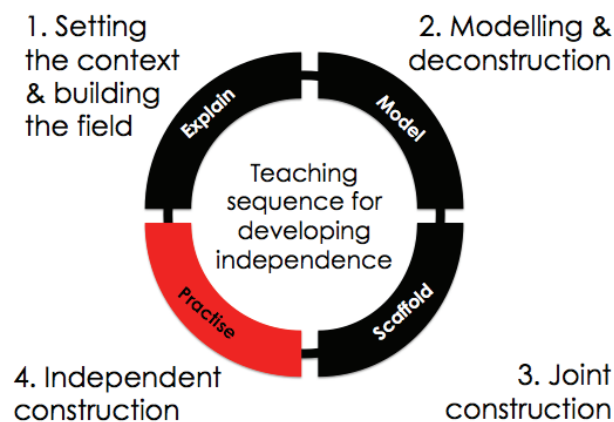 1. Setting
the context
& building
the field
Explain
2. Modelling &
deconstruction
Model
Teaching
sequence for
developing
independence
Scaffold
3. Joint
construction
Practise
4. Independent
construction